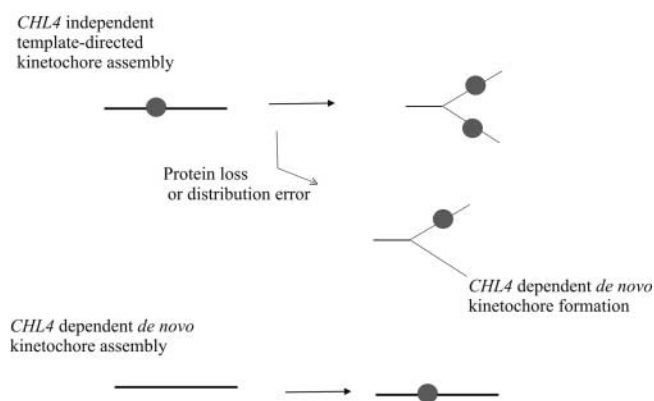 CHL4 independent
template-directed
kinetochore assembly
Protein loss
or distribution error
CHL4 dependent de novo
kinetochore formation
CHL4 dependent de novo
kinetochore assembly